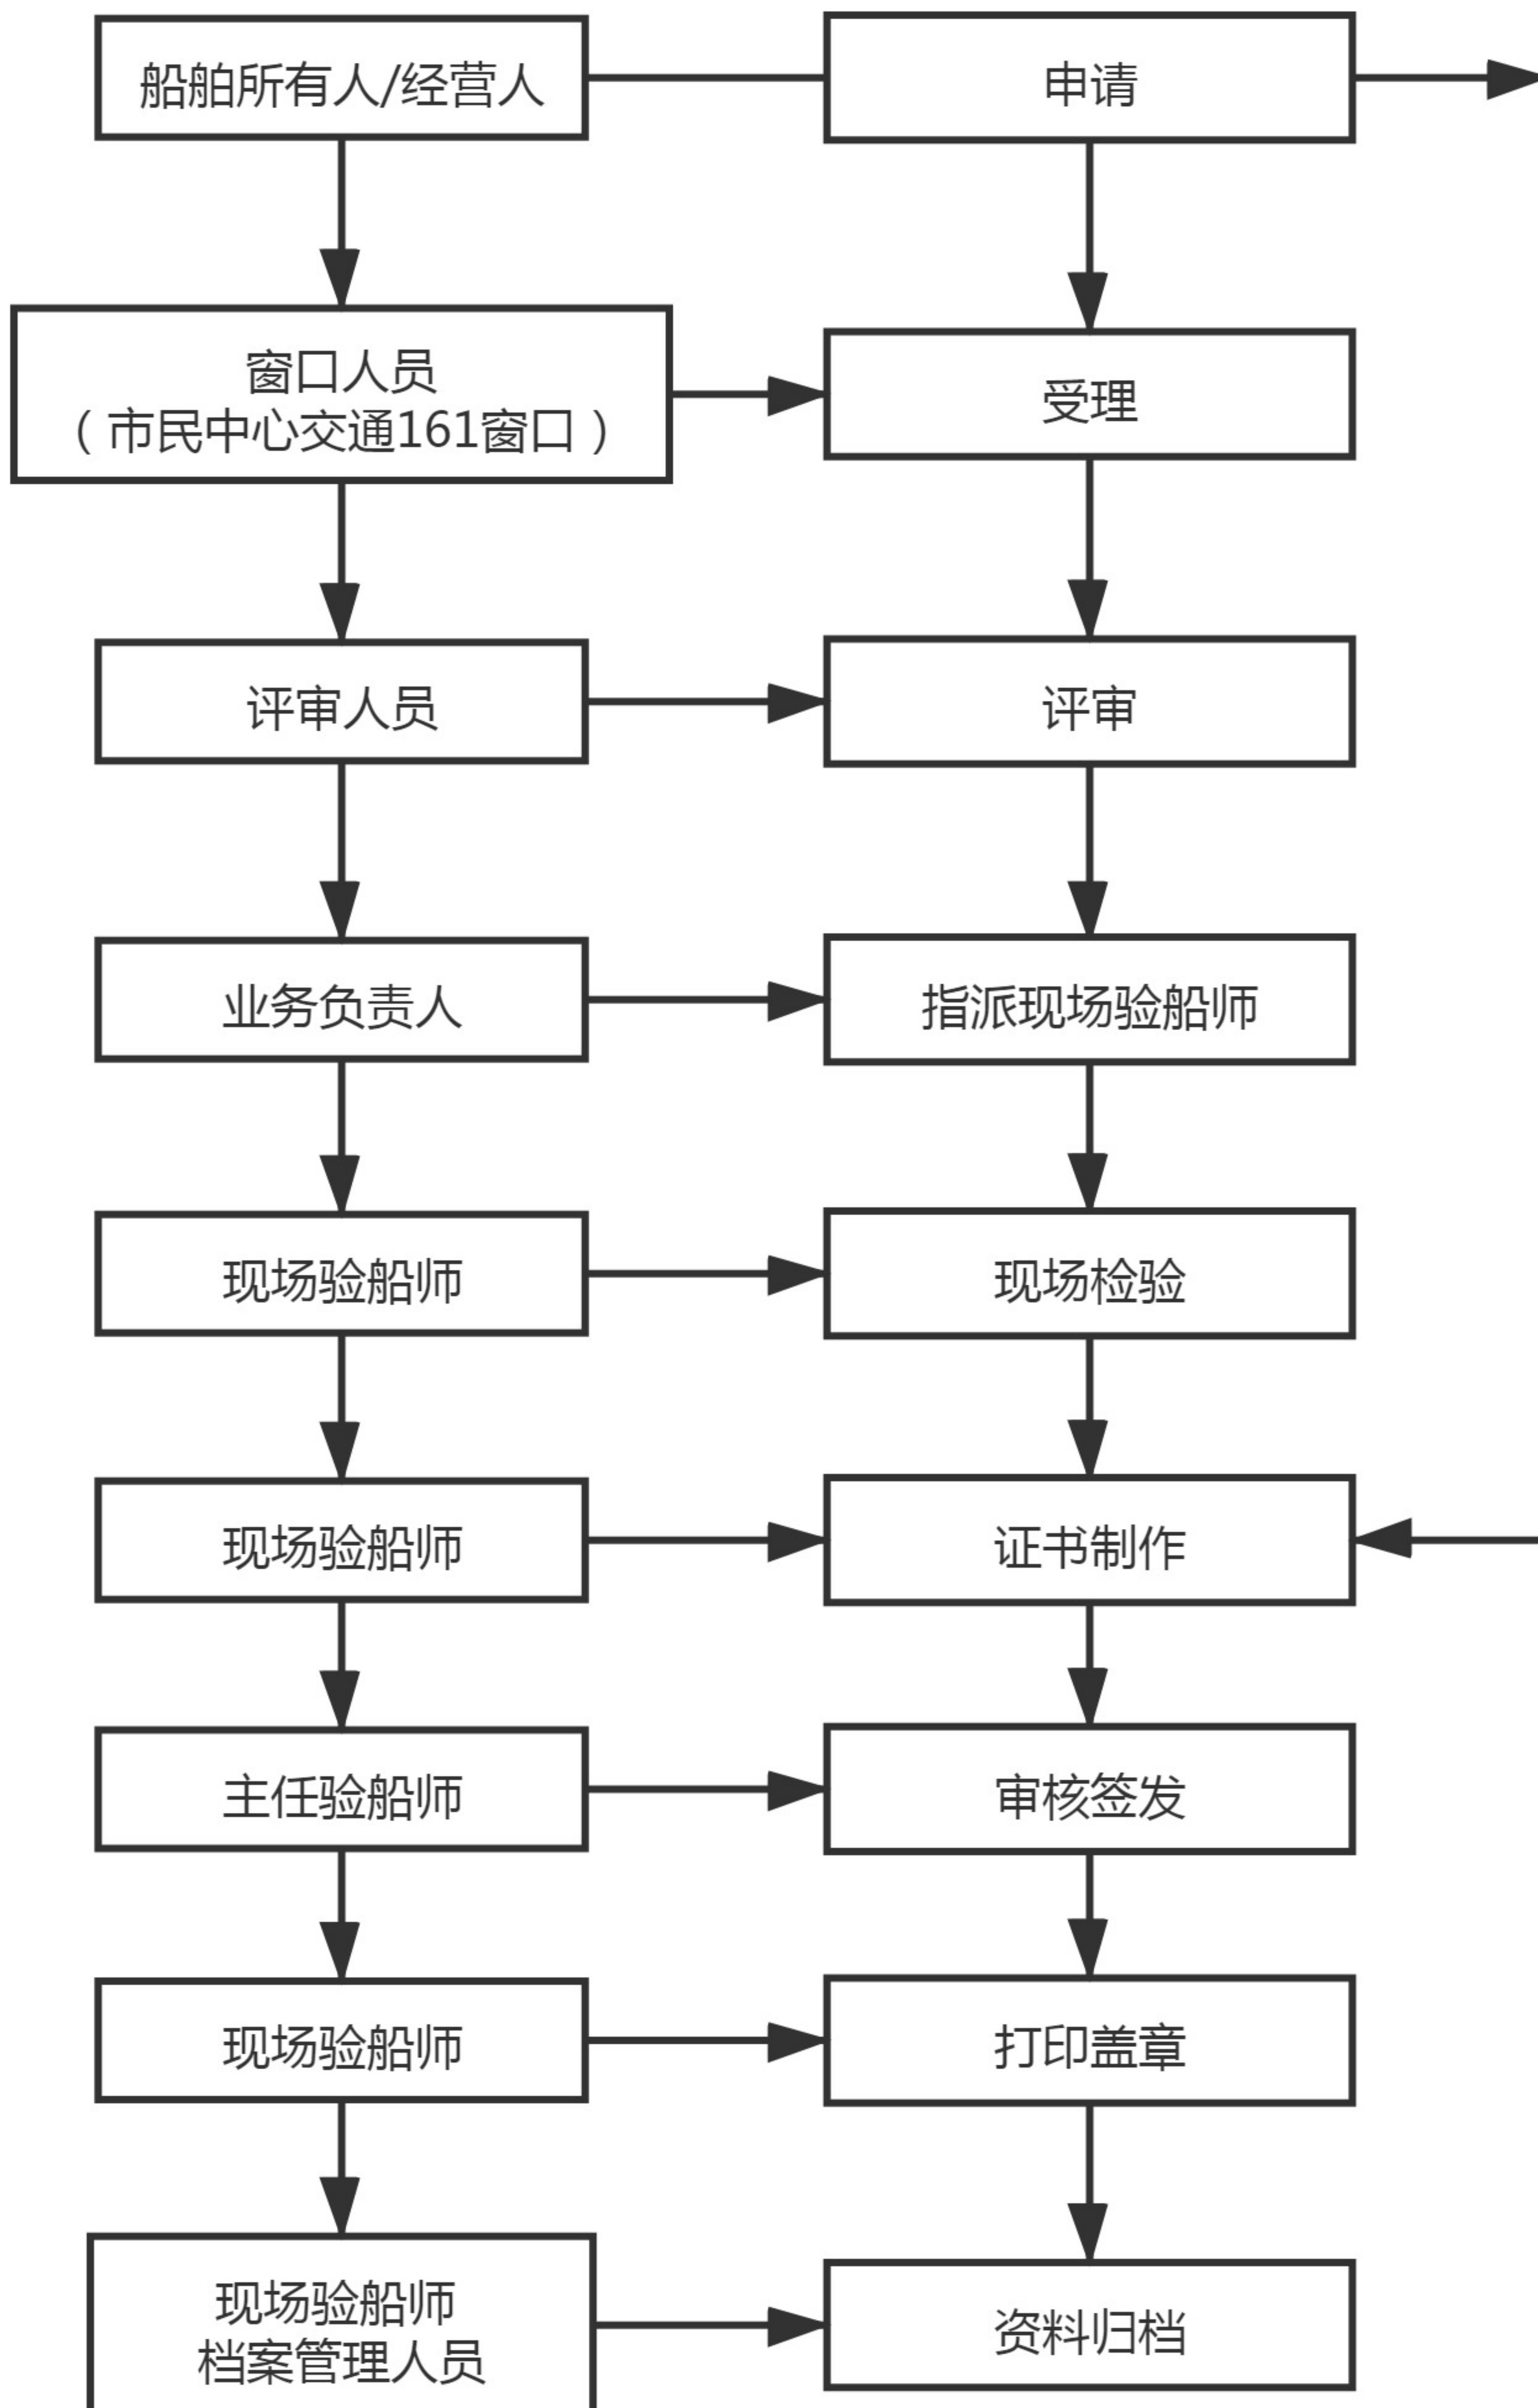 船舶所有人/经营人
申请
窗口人员
（市民中心交通161窗口）
受理
评审人员
评审
业务负责人
指派现场验船师
现场验船师
现场检验
现场验船师
证书制作
主任验船师
审核签发
现场验船师
打印盖章
现场验船师
档案管理人员
资料归档